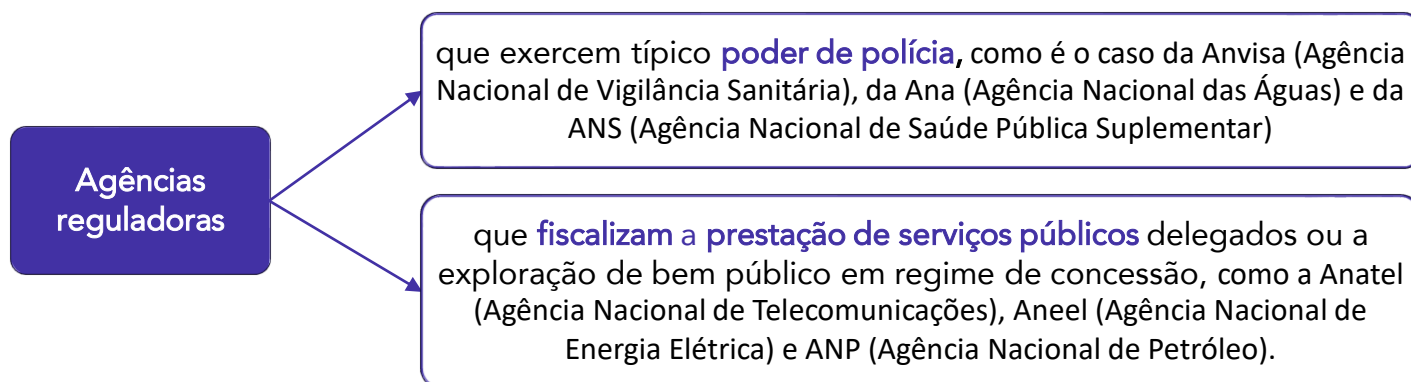 Agências
reguladoras
que exercem típico poder de polícia, como é o caso da Anvisa (Agência
Nacional de Vigilância Sanitária), da Ana (Agência Nacional das Águas) e da
ANS (Agência Nacional de Saúde Pública Suplementar)
que fiscalizam a prestação de serviços públicos delegados ou a
exploração de bem público em regime de concessão, como a Anatel
(Agência Nacional de Telecomunicações), Aneel (Agência Nacional de
Energia Elétrica) e ANP (Agência Nacional de Petróleo).